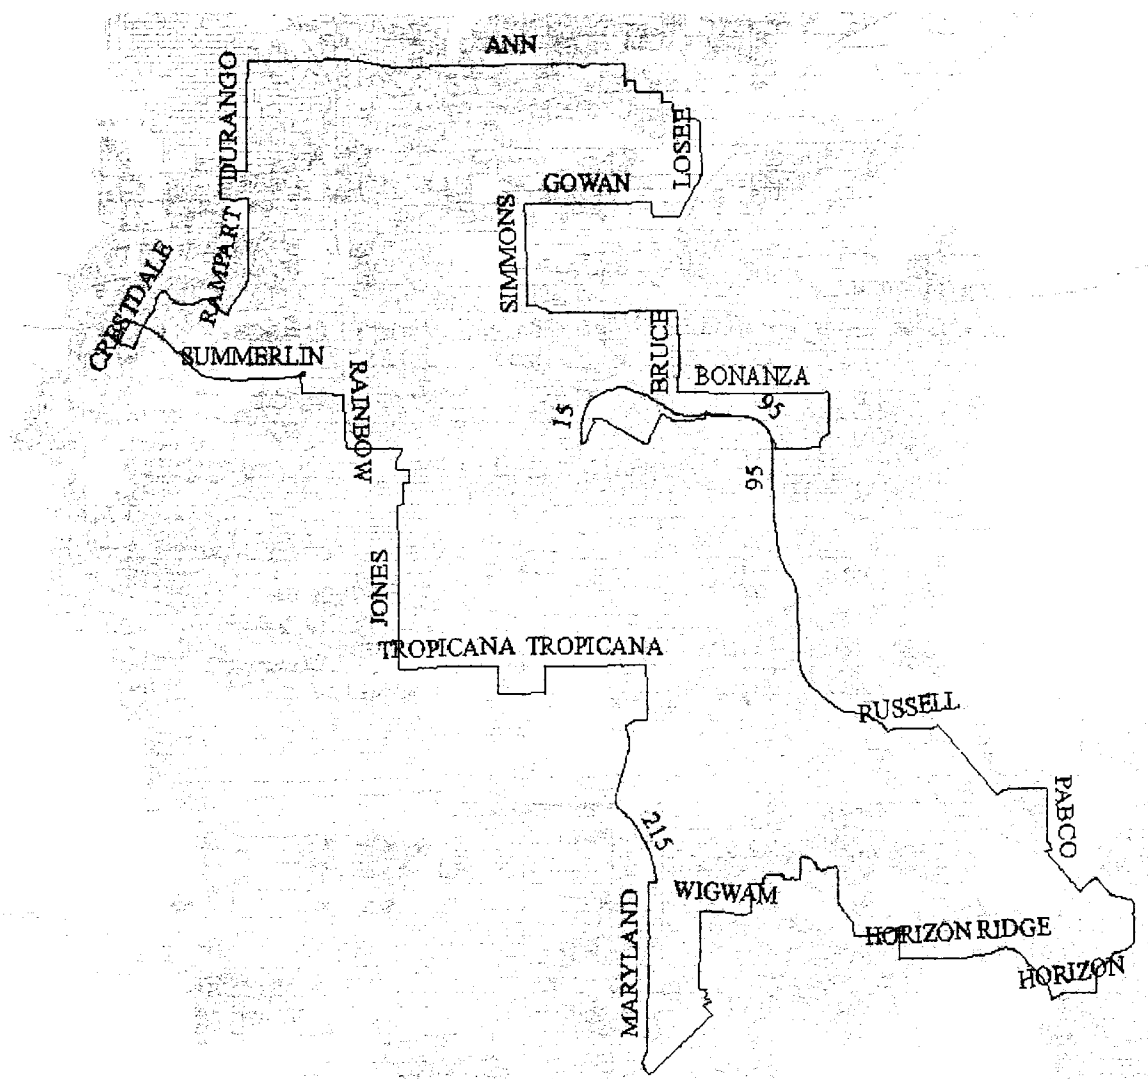 ANN
DURANGO
LOSEE
GOWAN
SIMMONS
RAMPART
CRESTDALE
SUMMERLIN
BRUCE
RAINBOW
BONANZA
15
95
95
JONES
TROPICANA TROPICANA
RUSSELL
PABCO
215
WIGWAM
MARYLAND
HORIZON RIDGE
HORIZON